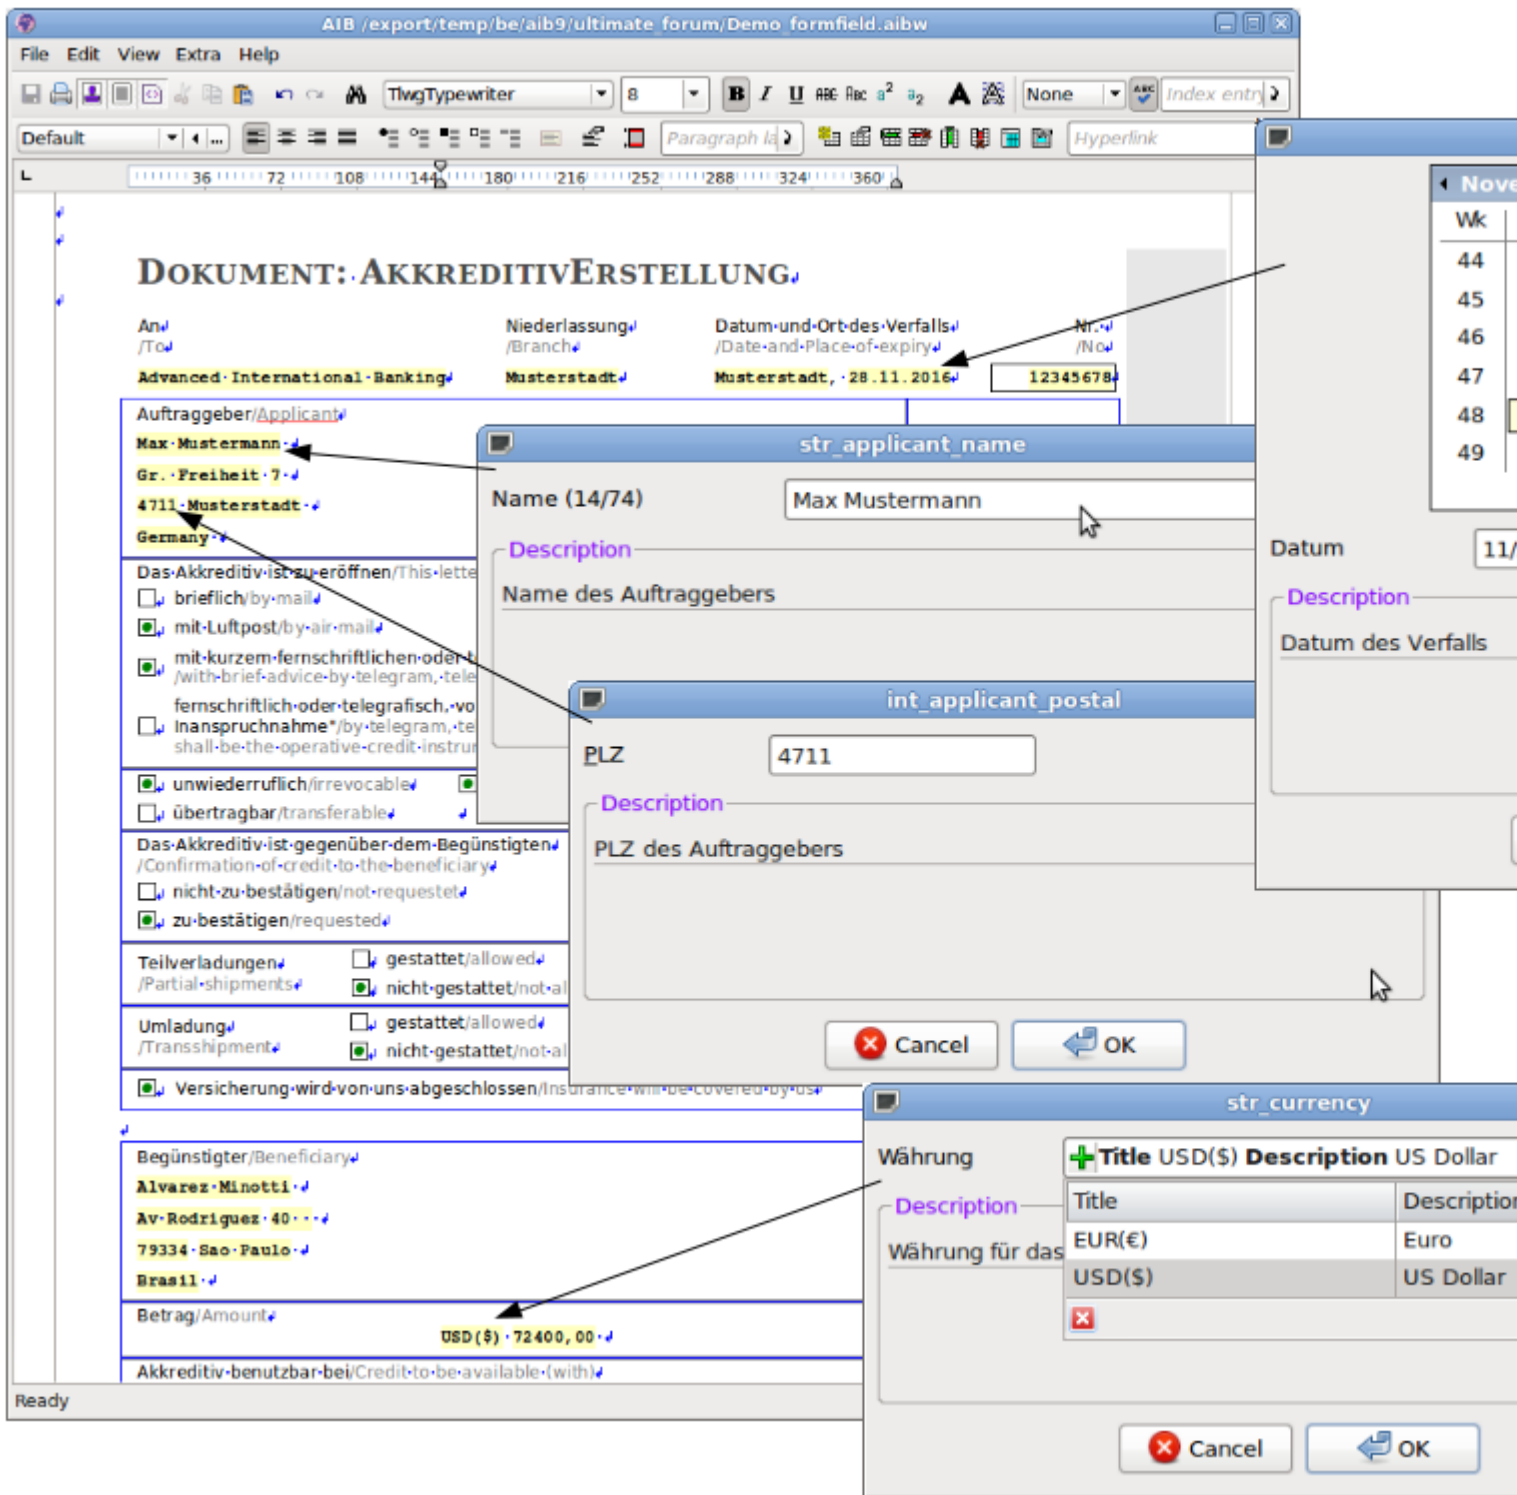 AIB /export/temp/be/aib9/ultimate_forum/Demo_formfield.aibw
File Edit View Extra Help
TlwgTypewriter 8 B I U ABC Abc a² a₂ A A None ABC Index entry
Default ... Paragraph la Hyperlink
L 36 72 108 144 180 216 252 288 324 360
DOKUMENT: AKKREDITIVERSTELLUNG
An Niederlassung Datum und Ort des Verfalls Nr.
/To /Branch /Date and Place of expiry /No
Advanced International Banking Musterstadt Musterstadt, 28.11.2016 12345678
Auftraggeber/Applicant
Max Mustermann
Gr. Freiheit 7
4711 Musterstadt
Germany
Das Akkreditiv ist zu eröffnen/This lette
brieflich/by mail
mit Luftpost/by air mail
mit kurzem fernschriftlichen oder t
/with brief advice by telegram, tele
fernschriftlich oder telegrafisch, vo
Inanspruchnahme"/by telegram, te
shall be the operative credit instrur
unwiederruflich/irrevocable
übertragbar/transferable
Das Akkreditiv ist gegenüber dem Begünstigten
/Confirmation of credit to the beneficiary
nicht zu bestätigen/not requestet
zu bestätigen/requested
Teilverladungen gestattet/allowed
/Partial shipments nicht gestattet/not al
Umladung gestattet/allowed
/Transshipment nicht gestattet/not al
Versicherung wird von uns abgeschlossen/Insurance will be covered by us
Begünstigter/Beneficiary
Alvarez Minotti
Av Rodriguez 40
79334 Sao Paulo
Brasil
Betrag/Amount
USD($) 72400,00
Akkreditiv benutzbar bei/Credit to be available (with)
Ready
str_applicant_name
Name (14/74) Max Mustermann
Description
Name des Auftraggebers
int_applicant_postal
PLZ 4711
Description
PLZ des Auftraggebers
Cancel OK
Nove
Wk
44
45
46
47
48
49
Datum 11/
Description
Datum des Verfalls
str_currency
Währung Title USD($) Description US Dollar
Description
Währung für das
Title Description
EUR(€) Euro
USD($) US Dollar
Cancel OK